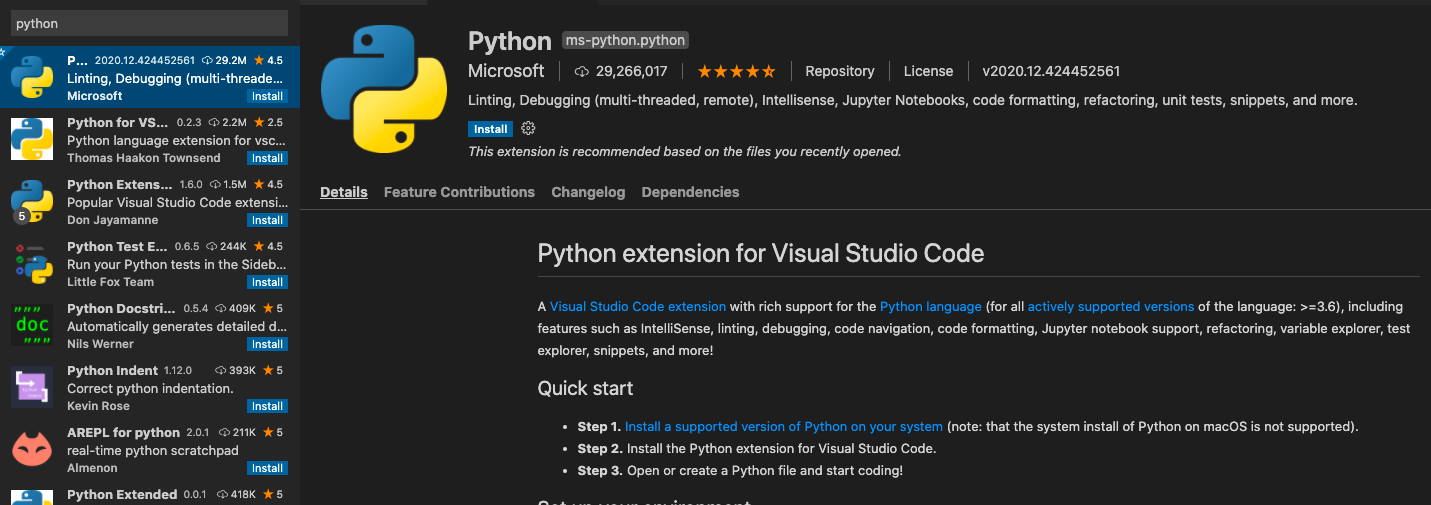 python
P... 2020.12.424452561 29.2M 4.5
Linting, Debugging (multi-threade...
Microsoft Install
Python for VS... 0.2.3 2.2M 2.5
Python language extension for vsc...
Thomas Haakon Townsend Install
Python Extens... 1.6.0 1.5M 4.5
Popular Visual Studio Code extensi...
5
Don Jayamanne Install
Python Test E... 0.6.5 244K 4.5
Run your Python tests in the Sideb...
Little Fox Team Install
Python Docstri... 0.5.4 409K 5
Automatically generates detailed d...
"""
doc
"""
Nils Werner Install
Python Indent 1.12.0 393K 5
Correct python indentation.
Kevin Rose Install
AREPL for python 2.0.1 211K 5
real-time python scratchpad
Almenon Install
Python Extended 0.0.1 418K 5
Python ms-python.python
Microsoft 29,266,017 Repository License v2020.12.424452561
Linting, Debugging (multi-threaded, remote), Intellisense, Jupyter Notebooks, code formatting, refactoring, unit tests, snippets, and more.
Install
This extension is recommended based on the files you recently opened.
Details Feature Contributions Changelog Dependencies
Python extension for Visual Studio Code
A Visual Studio Code extension with rich support for the Python language (for all actively supported versions of the language: >=3.6), including
features such as IntelliSense, linting, debugging, code navigation, code formatting, Jupyter notebook support, refactoring, variable explorer, test
explorer, snippets, and more!
Quick start
• Step 1. Install a supported version of Python on your system (note: that the system install of Python on macOS is not supported).
• Step 2. Install the Python extension for Visual Studio Code.
• Step 3. Open or create a Python file and start coding!
Set up your environment